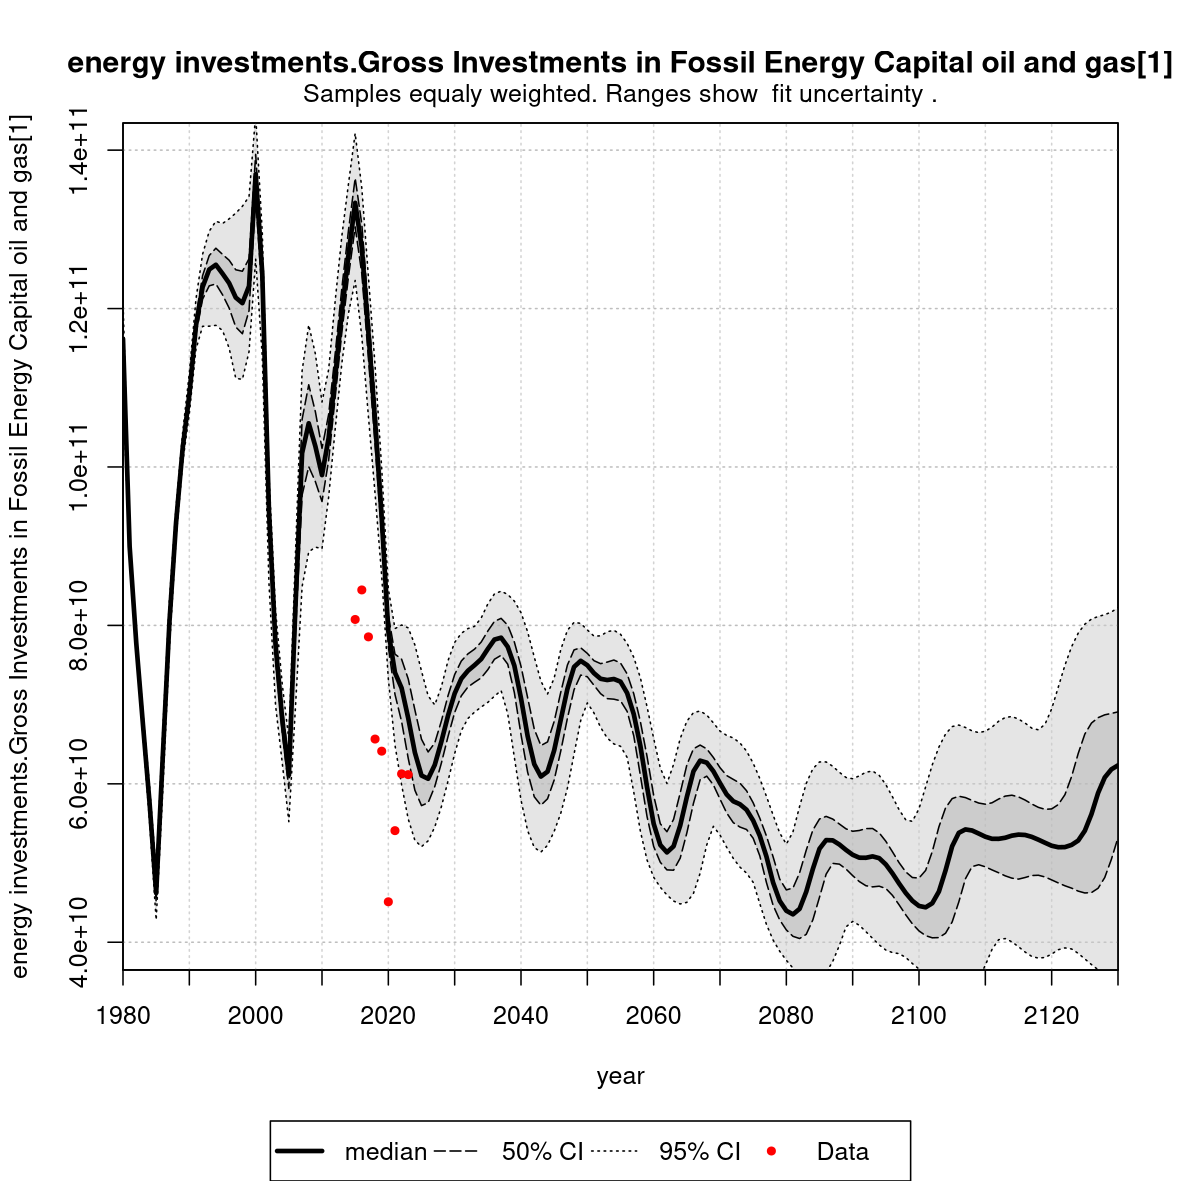 energy investments.Gross Investments in Fossil Energy Capital oil and gas[1]
Samples equaly weighted. Ranges show  fit uncertainty .
energy investments.Gross Investments in Fossil Energy Capital oil and gas[1]
1.4e+11
1.2e+11
1.0e+11
8.0e+10
6.0e+10
4.0e+10
1980 2000 2020 2040 2060 2080 2100 2120
year
median 50% CI 95% CI Data